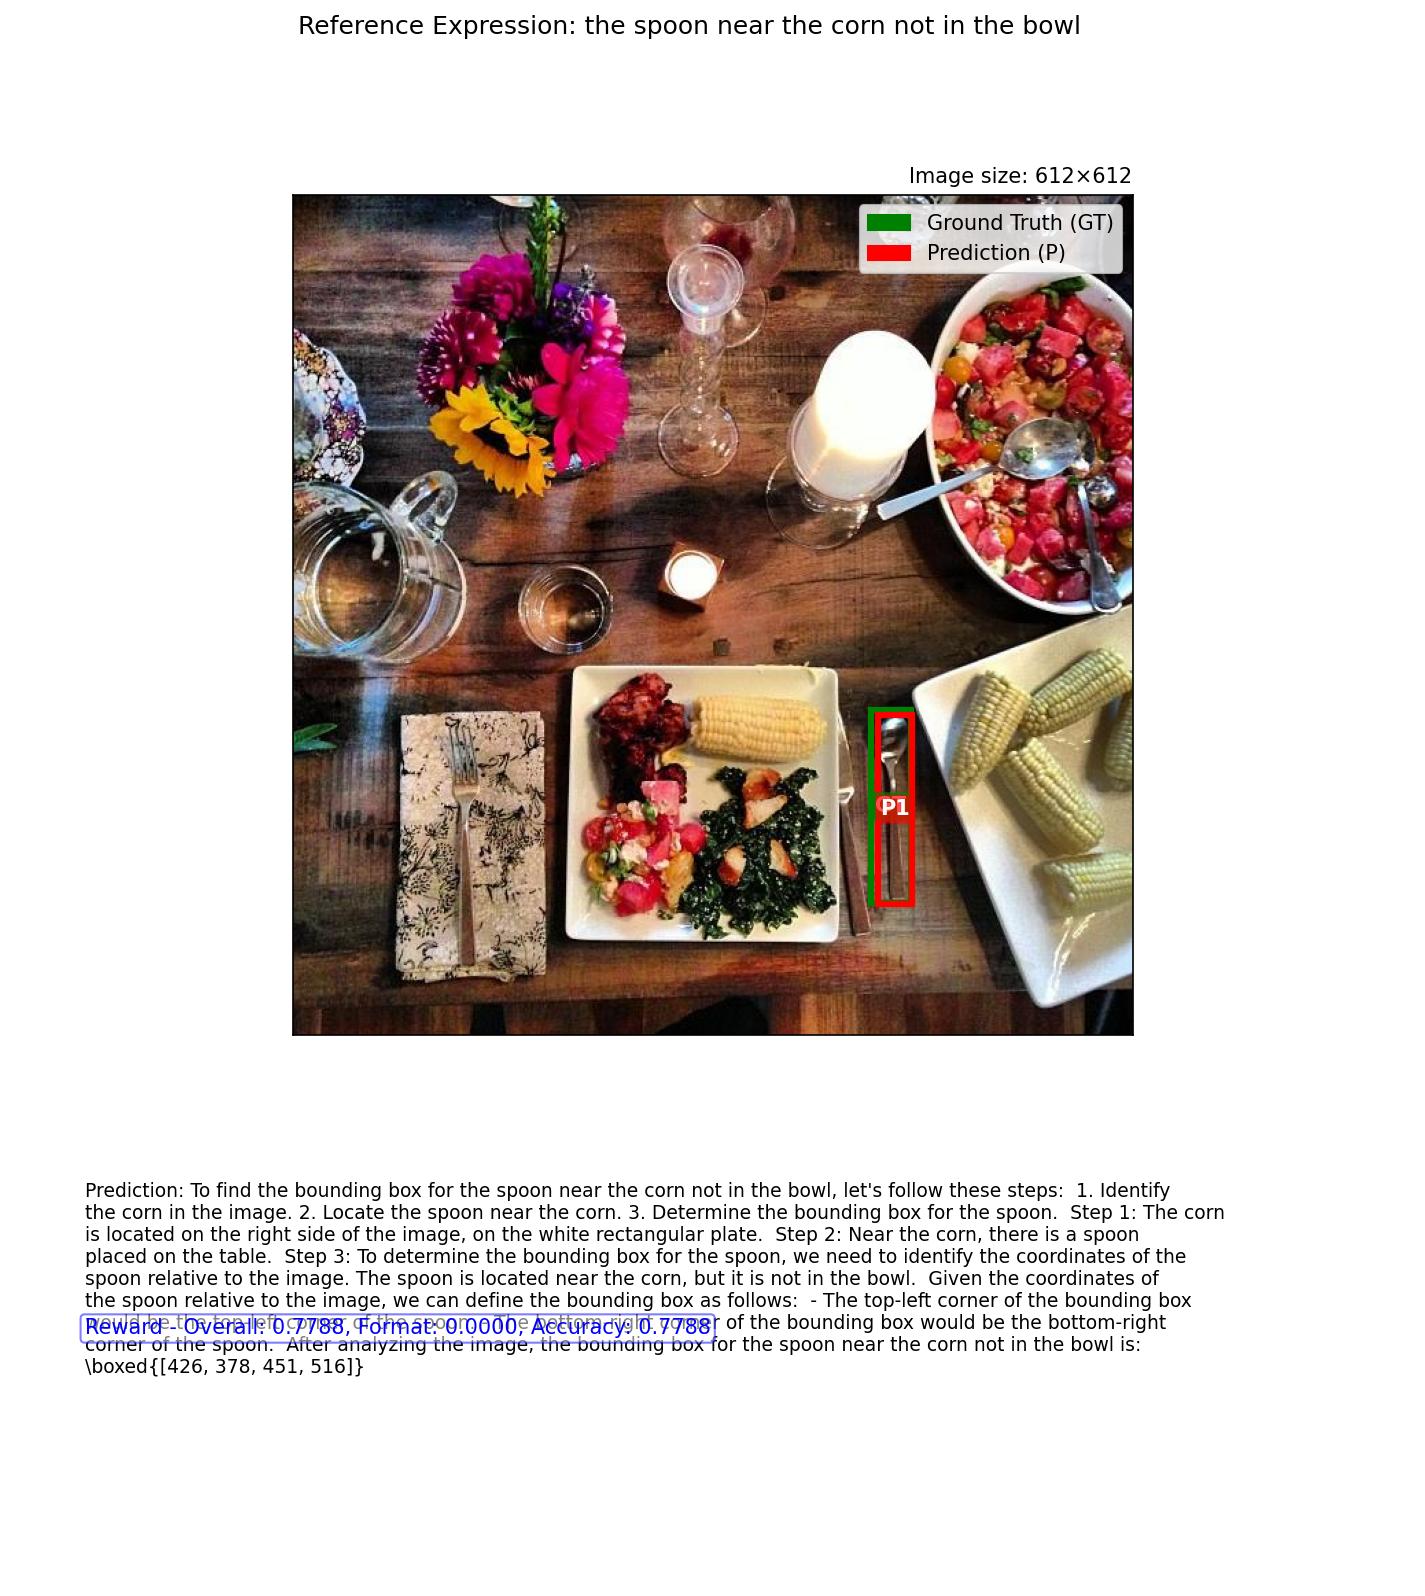 Reference Expression: the spoon near the corn not in the bowl
Image size: 612×612
Ground Truth (GT)
Prediction (P)
P1
Prediction: To find the bounding box for the spoon near the corn not in the bowl, let's follow these steps:  1. Identify
the corn in the image. 2. Locate the spoon near the corn. 3. Determine the bounding box for the spoon.  Step 1: The corn
is located on the right side of the image, on the white rectangular plate.  Step 2: Near the corn, there is a spoon
placed on the table.  Step 3: To determine the bounding box for the spoon, we need to identify the coordinates of the
spoon relative to the image. The spoon is located near the corn, but it is not in the bowl.  Given the coordinates of
the spoon relative to the image, we can define the bounding box as follows:  - The top-left corner of the bounding box
would be the top-left corner of the spoon.  - The bottom-right corner of the bounding box would be the bottom-right
Reward - Overall: 0.7788, Format: 0.0000, Accuracy: 0.7788
corner of the spoon.  After analyzing the image, the bounding box for the spoon near the corn not in the bowl is:
\boxed{[426, 378, 451, 516]}